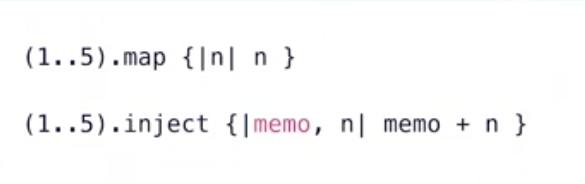 (1..5).map {|n| n }
(1..5).inject {|memo, n| memo + n }